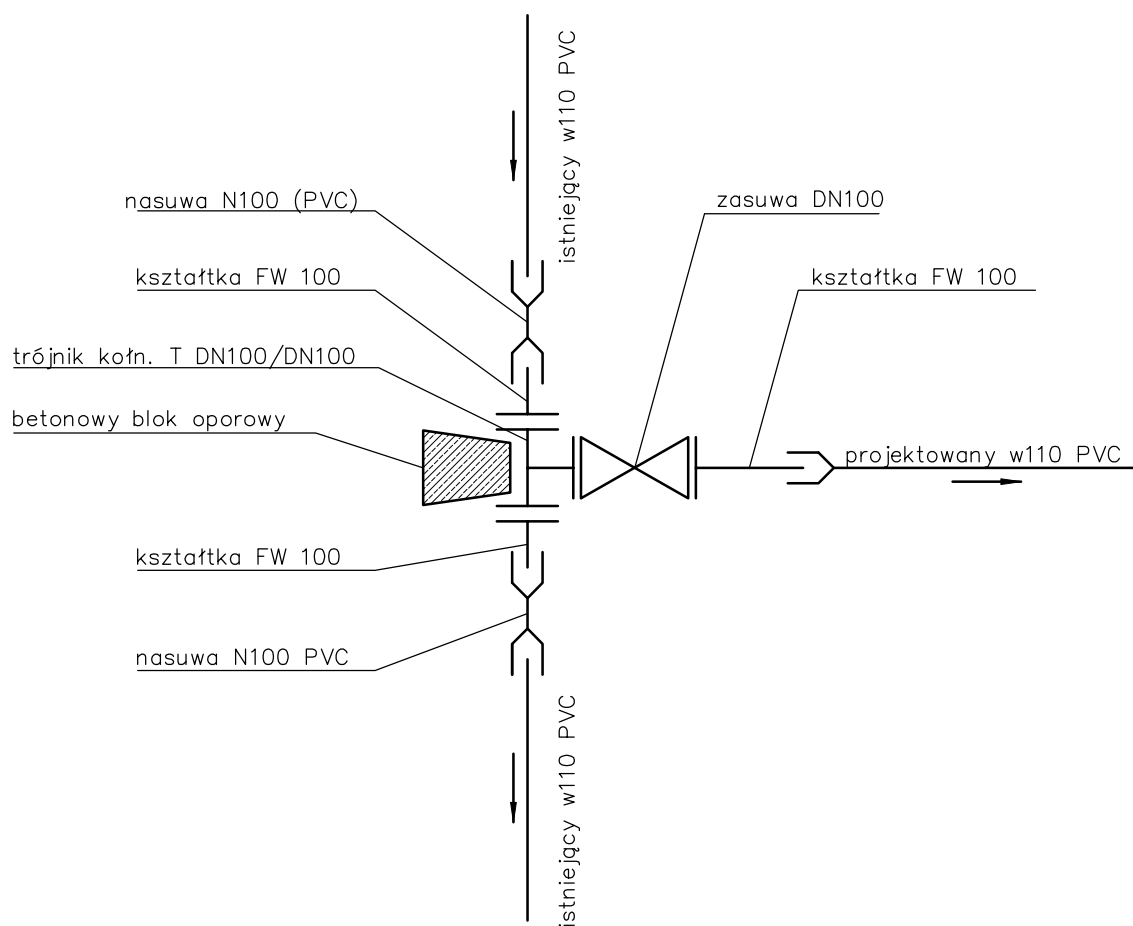 istniejący w110 PVC
nasuwa N100 (PVC)
zasuwa DN100
kształtka FW 100
kształtka FW 100
trójnik kołn. T DN100/DN100
betonowy blok oporowy
projektowany w110 PVC
kształtka FW 100
nasuwa N100 PVC
istniejący w110 PVC